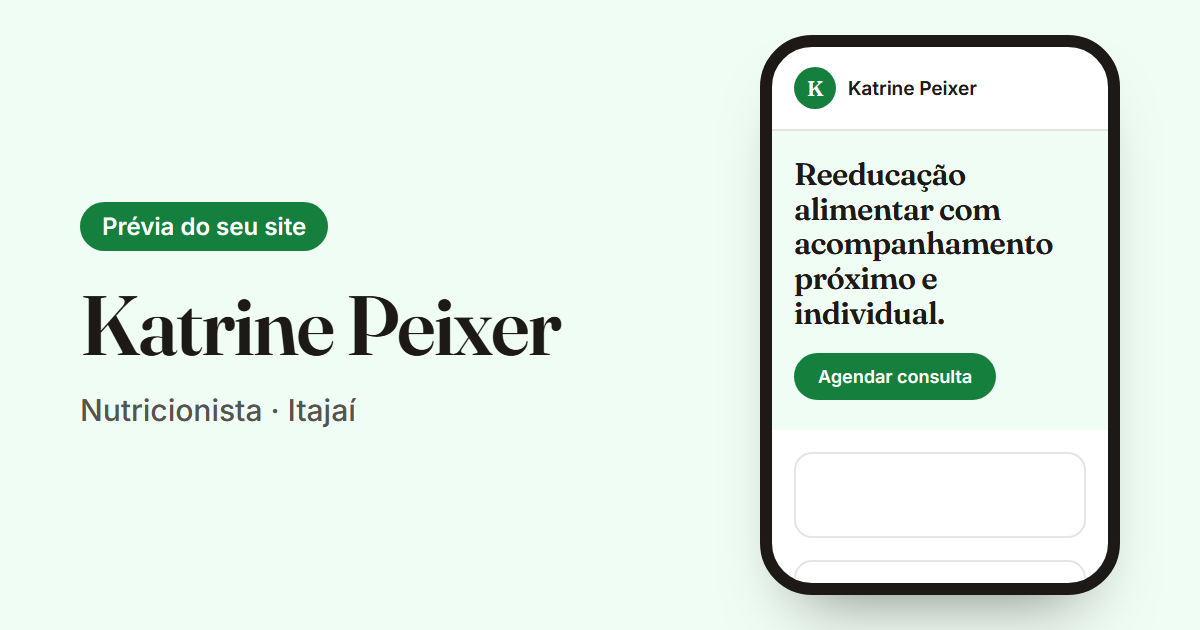 Prévia do seu site
Katrine Peixer
Nutricionista · Itajaí
K
Katrine Peixer
Reeducação
alimentar com
acompanhamento
próximo e
individual.
Agendar consulta